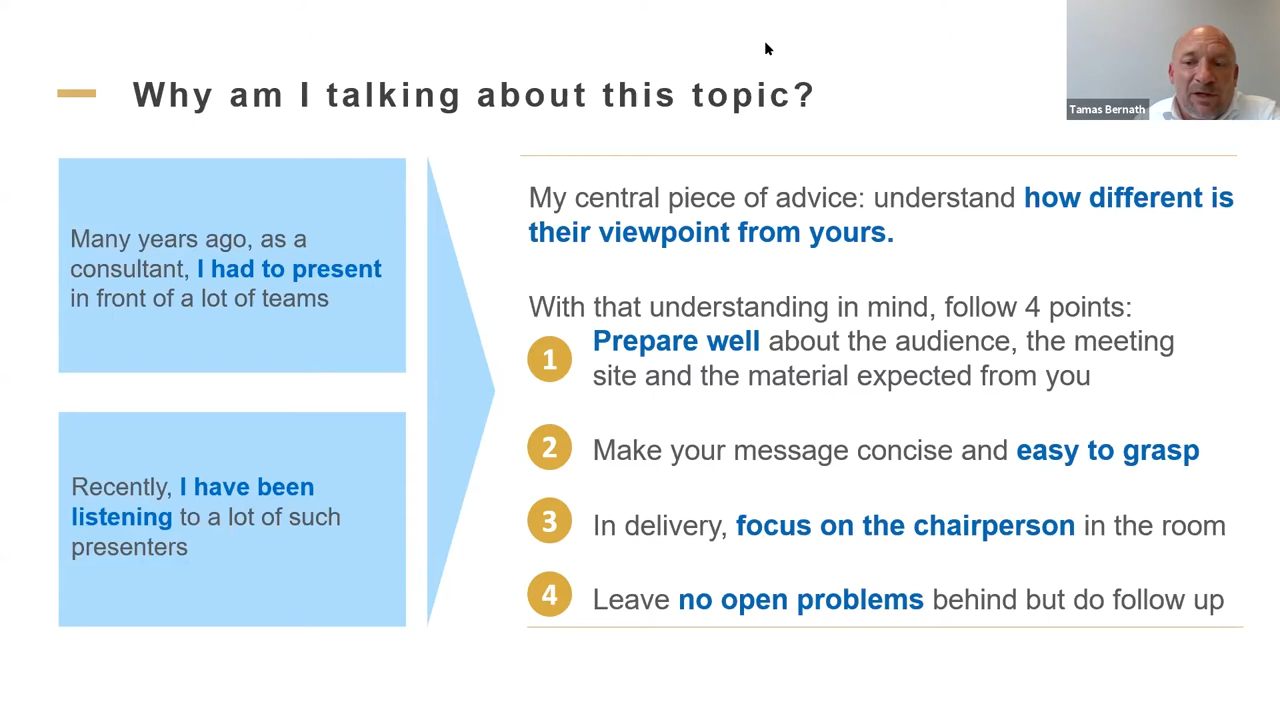 Why am I talking about this topic?
Tamas Bernath
Many years ago, as a
consultant, I had to present
in front of a lot of teams
Recently, I have been
listening to a lot of such
presenters
My central piece of advice: understand how different is
their viewpoint from yours.
With that understanding in mind, follow 4 points:
1 Prepare well about the audience, the meeting
site and the material expected from you
2 Make your message concise and easy to grasp
3 In delivery, focus on the chairperson in the room
4 Leave no open problems behind but do follow up